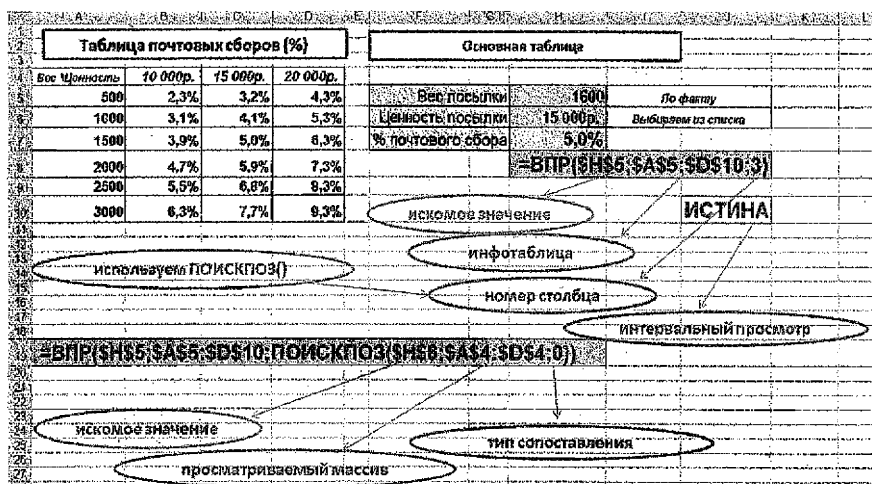 A B C D E F G H I J K L
Таблица почтовых сборов (%) Основная таблица
Вес \Ценность 10 000р. 15 000р. 20 000р.
500 2,3% 3,2% 4,3% Вес посылки 1600 По факту
1000 3,1% 4,1% 5,3% Ценность посылки 15 000р. Выбираем из списка
1500 3,9% 5,0% 6,3% % почтового сбора 5,0%
2000 4,7% 5,9% 7,3% =ВПР($H$5;$A$5:$D$10;3)
2500 5,5% 6,8% 8,3%
3000 6,3% 7,7% 9,3% искомое значение ИСТИНА
инфотаблица
используем ПОИСКПОЗ()
номер столбца
интервальный просмотр
=ВПР($H$5;$A$5:$D$10;ПОИСКПОЗ($H$6;$A$4:$D$4;0))
искомое значение
тип сопоставления
просматриваемый массив